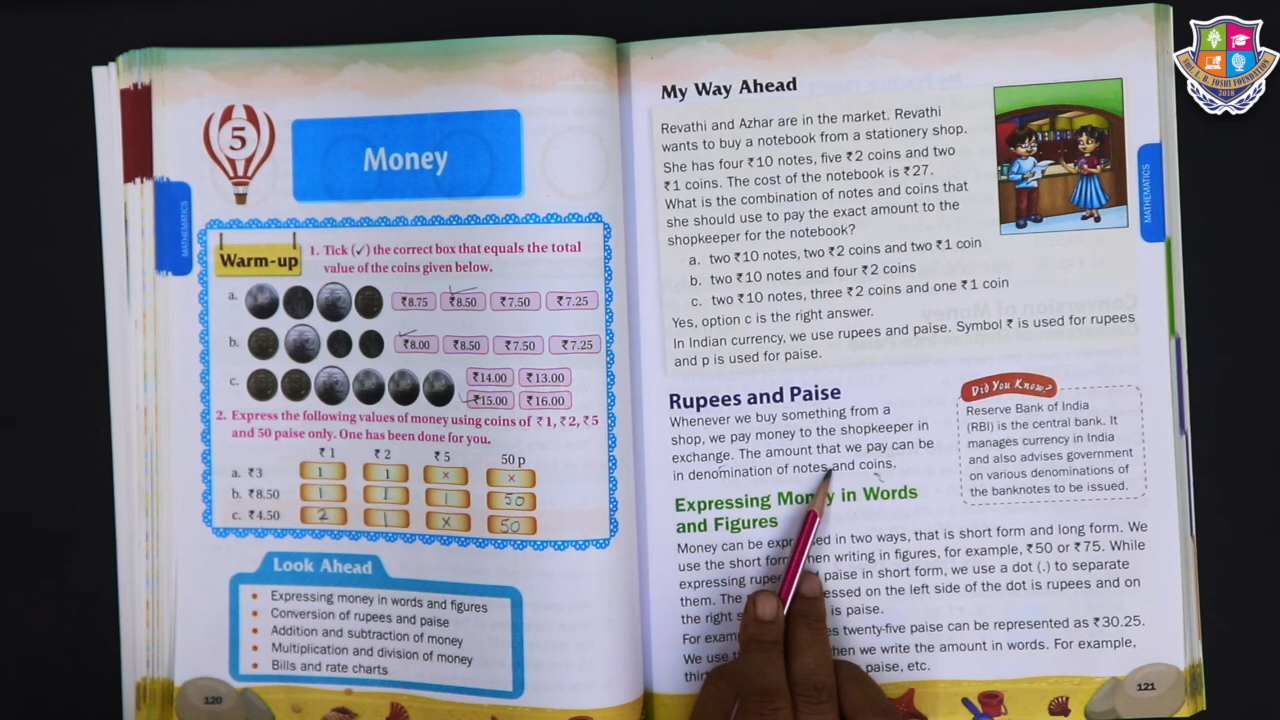 5
Money
MATHEMATICS
Warm-up
1. Tick (✓) the correct box that equals the total
value of the coins given below.
a. ₹8.75 ₹8.50 ₹7.50 ₹7.25
b. ₹8.00 ₹8.50 ₹7.50 ₹7.25
c. ₹14.00 ₹13.00
₹15.00 ₹16.00
2. Express the following values of money using coins of ₹1, ₹2, ₹5
and 50 paise only. One has been done for you.
₹1 ₹2 ₹5 50 p
a. ₹3 1 1 × ×
b. ₹8.50 1 1 1 50
c. ₹4.50 2 1 × 50
Look Ahead
• Expressing money in words and figures
• Conversion of rupees and paise
• Addition and subtraction of money
• Multiplication and division of money
• Bills and rate charts
120
My Way Ahead
Revathi and Azhar are in the market. Revathi
wants to buy a notebook from a stationery shop.
She has four ₹10 notes, five ₹2 coins and two
₹1 coins. The cost of the notebook is ₹27.
What is the combination of notes and coins that
she should use to pay the exact amount to the
shopkeeper for the notebook?
a. two ₹10 notes, two ₹2 coins and two ₹1 coin
b. two ₹10 notes and four ₹2 coins
c. two ₹10 notes, three ₹2 coins and one ₹1 coin
Yes, option c is the right answer.
In Indian currency, we use rupees and paise. Symbol ₹ is used for rupees
and p is used for paise.
Rupees and Paise
Whenever we buy something from a
shop, we pay money to the shopkeeper in
exchange. The amount that we pay can be
in denomination of notes and coins.
Did You Know?
Reserve Bank of India
(RBI) is the central bank. It
manages currency in India
and also advises government
on various denominations of
the banknotes to be issued.
Expressing Money in Words
and Figures
Money can be expressed in two ways, that is short form and long form. We
use the short form when writing in figures, for example, ₹50 or ₹75. While
expressing rupees paise in short form, we use a dot (.) to separate
them. The essed on the left side of the dot is rupees and on
the right is paise.
For exam twenty-five paise can be represented as ₹30.25.
We use hen we write the amount in words. For example,
paise, etc.
MATHEMATICS
121
SHI. L. B. JOSHI FOUNDATION
2018